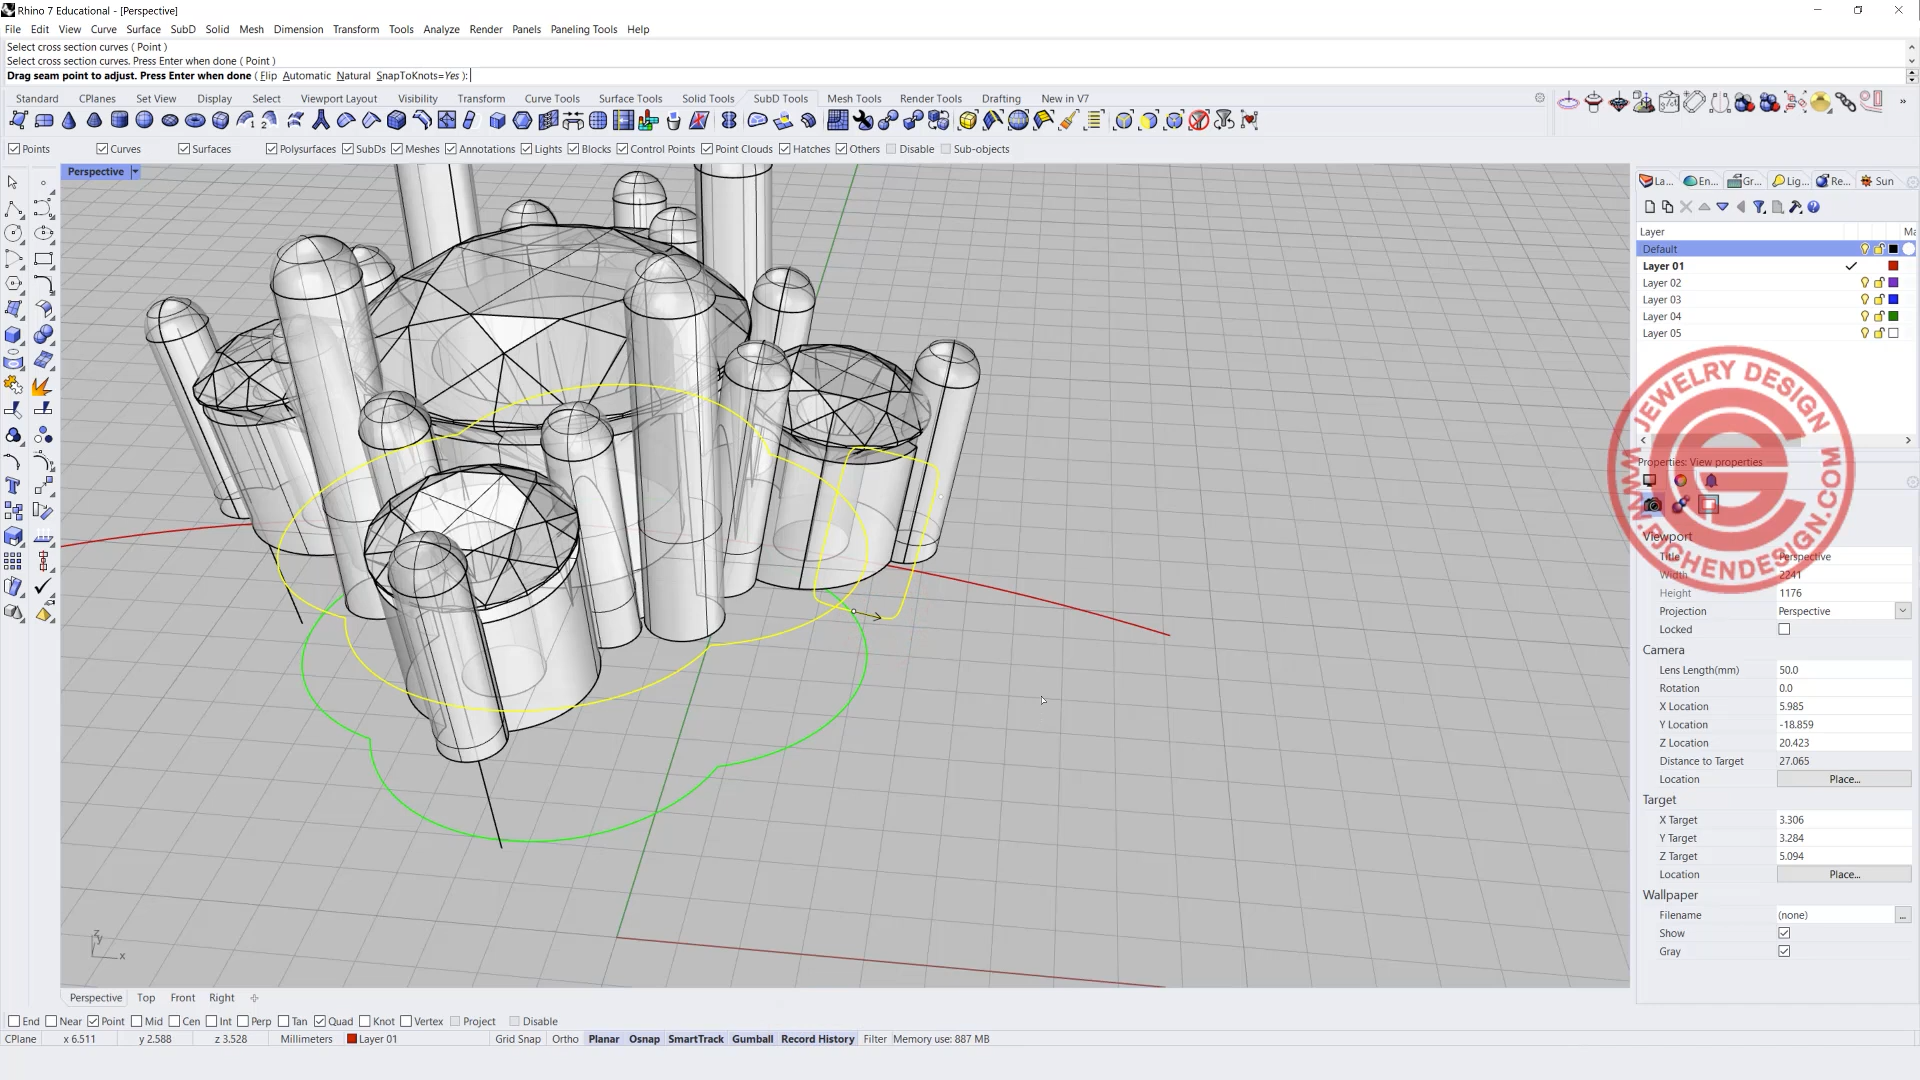 Rhino 7 Educational - [Perspective]
File Edit View Curve Surface SubD Solid Mesh Dimension Transform Tools Analyze Render Panels Paneling Tools Help
Select cross section curves ( Point )
Select cross section curves. Press Enter when done ( Point )
Drag seam point to adjust. Press Enter when done ( Flip Automatic Natural SnapToKnots=Yes ):
Standard CPlanes Set View Display Select Viewport Layout Visibility Transform Curve Tools Surface Tools Solid Tools SubD Tools Mesh Tools Render Tools Drafting New in V7
Points Curves Surfaces Polysurfaces SubDs Meshes Annotations Lights Blocks Control Points Point Clouds Hatches Others Disable Sub-objects
Perspective
La... En... Gr... Lig... Re... Sun
Layer Ma
Default
Layer 01
Layer 02
Layer 03
Layer 04
Layer 05
JEWELRY DESIGN
WWW.PJCHENDESIGN.COM
Properties: View properties
Viewport
Title Perspective
Width 2241
Height 1176
Projection Perspective
Locked
Camera
Lens Length(mm) 50.0
Rotation 0.0
X Location 5.985
Y Location -18.859
Z Location 20.423
Distance to Target 27.065
Location Place...
Target
X Target 3.306
Y Target 3.284
Z Target 5.094
Location Place...
Wallpaper
Filename (none) ...
Show
Gray
z
y
x
Perspective Top Front Right
End Near Point Mid Cen Int Perp Tan Quad Knot Vertex Project Disable
CPlane x 6.511 y 2.588 z 3.528 Millimeters Layer 01 Grid Snap Ortho Planar Osnap SmartTrack Gumball Record History Filter Memory use: 887 MB